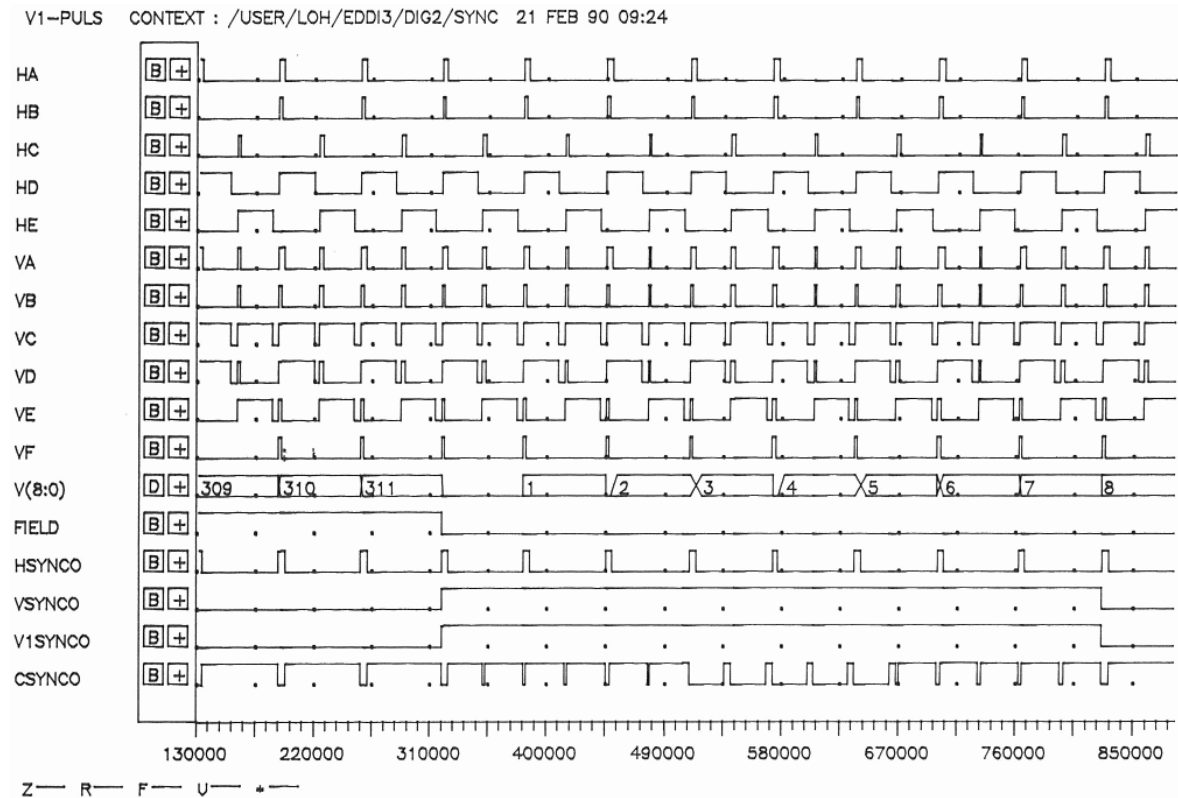 V1-PULS CONTEXT : /USER/LOH/EDDI3/DIG2/SYNC 21 FEB 90 09:24
HA B +
HB B +
HC B +
HD B +
HE B +
VA B +
VB B +
VC B +
VD B +
VE B +
VF B +
V(8:0) D + 309 310 311 1 2 3 4 5 6 7 8
FIELD B +
HSYNCO B +
VSYNCO B +
V1SYNCO B +
CSYNCO B +
130000 220000 310000 400000 490000 580000 670000 760000 850000
Z— R— F— U— *—